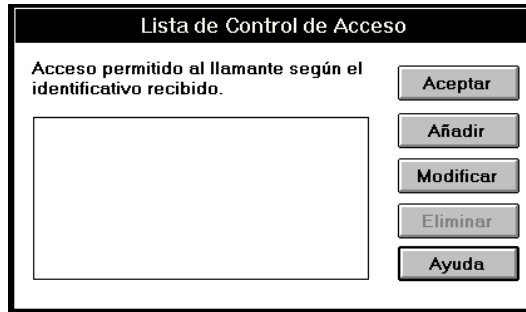 Lista de Control de Acceso
Acceso permitido al llamante según el
identificativo recibido.
Aceptar
Añadir
Modificar
Eliminar
Ayuda